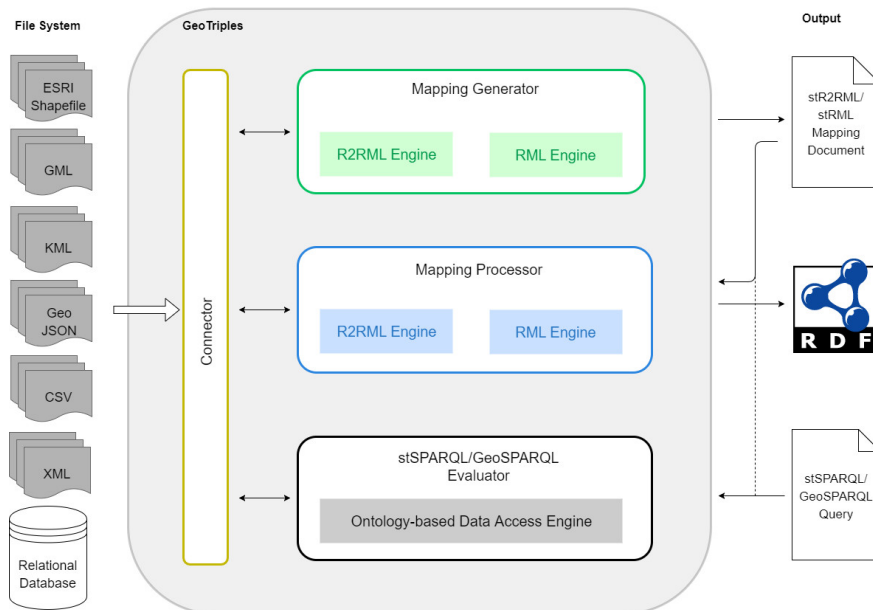 File System
GeoTriples
Output
ESRI
Shapefile
GML
KML
Geo
JSON
CSV
XML
Relational
Database
Connector
Mapping Generator
R2RML Engine
RML Engine
Mapping Processor
R2RML Engine
RML Engine
stSPARQL/GeoSPARQL
Evaluator
Ontology-based Data Access Engine
stR2RML/
stRML
Mapping
Document
RDF
stSPARQL/
GeoSPARQL
Query